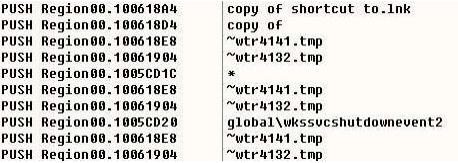 PUSH Region00.100618A4 copy of shortcut to.lnk
PUSH Region00.100618D4 copy of
PUSH Region00.100618E8 ~wtr4141.tmp
PUSH Region00.10061904 ~wtr4132.tmp
PUSH Region00.1005CD1C *
PUSH Region00.100618E8 ~wtr4141.tmp
PUSH Region00.10061904 ~wtr4132.tmp
PUSH Region00.1005CD20 global\wkssvcshutdownevent2
PUSH Region00.100618E8 ~wtr4141.tmp
PUSH Region00.10061904 ~wtr4132.tmp